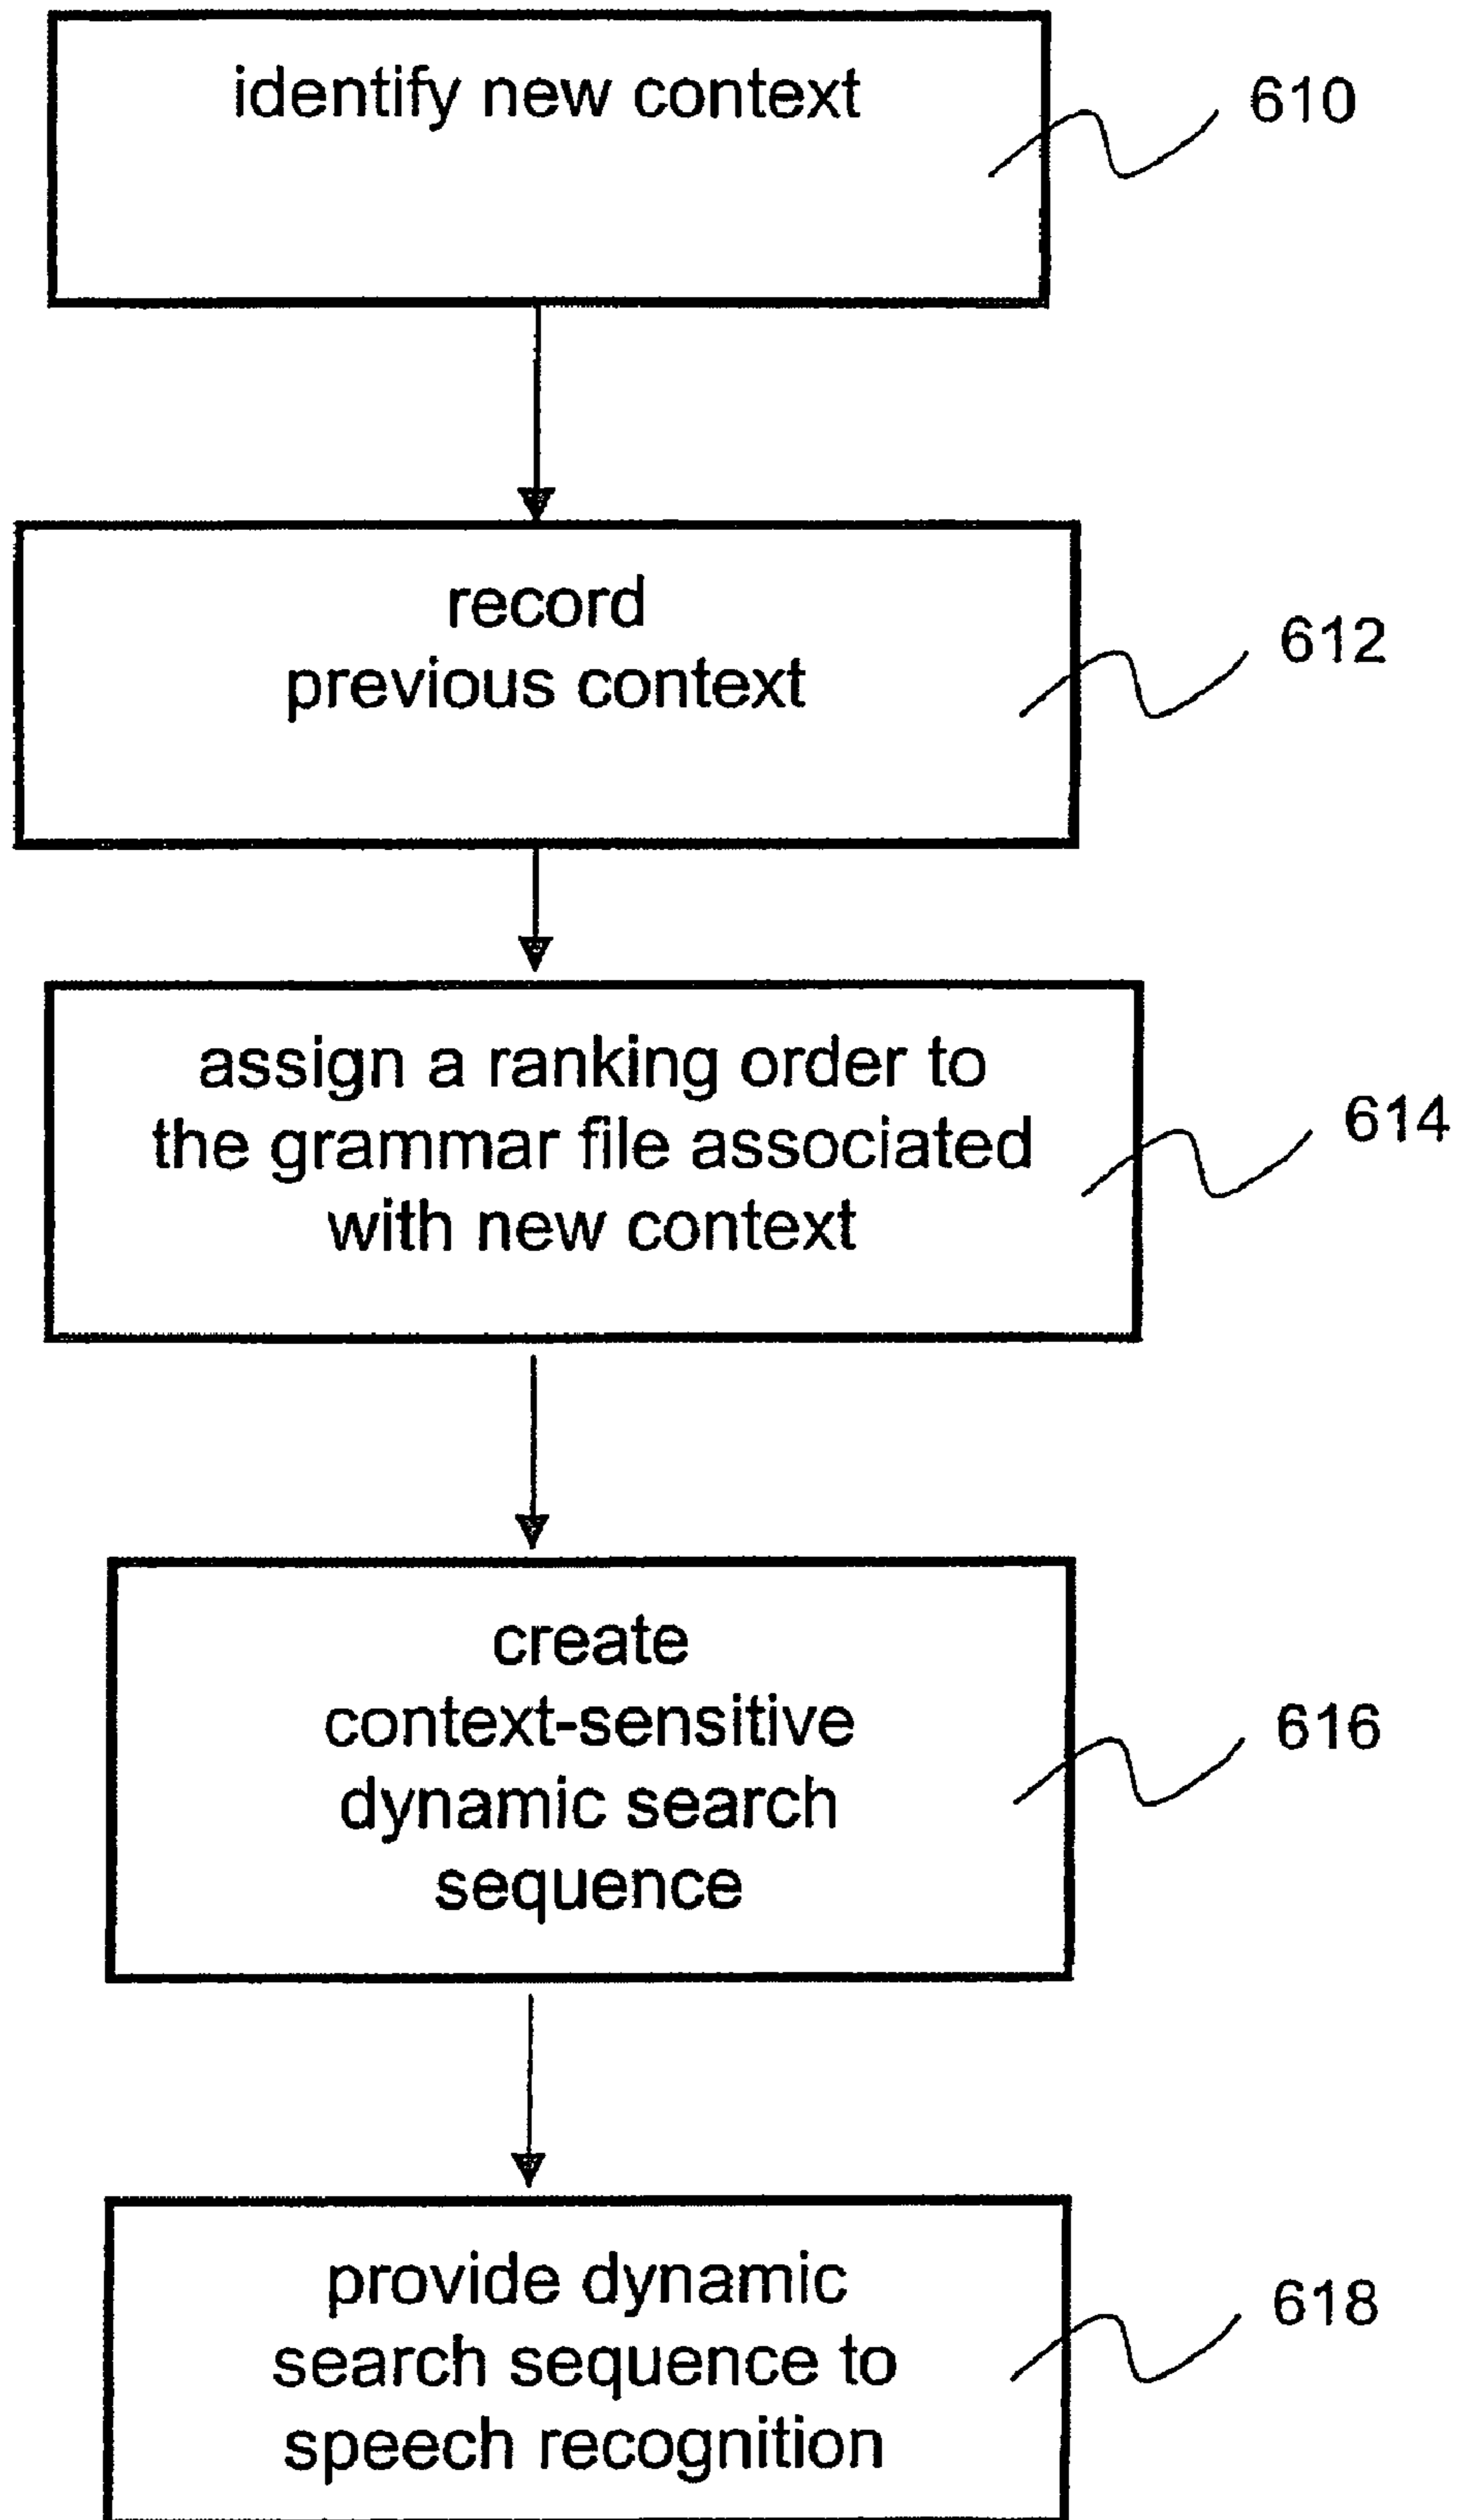 identify new context
610
record
previous context
612
assign a ranking order to
the grammar file associated
with new context
614
create
context-sensitive
dynamic search
sequence
616
provide dynamic
search sequence to
speech recognition
618